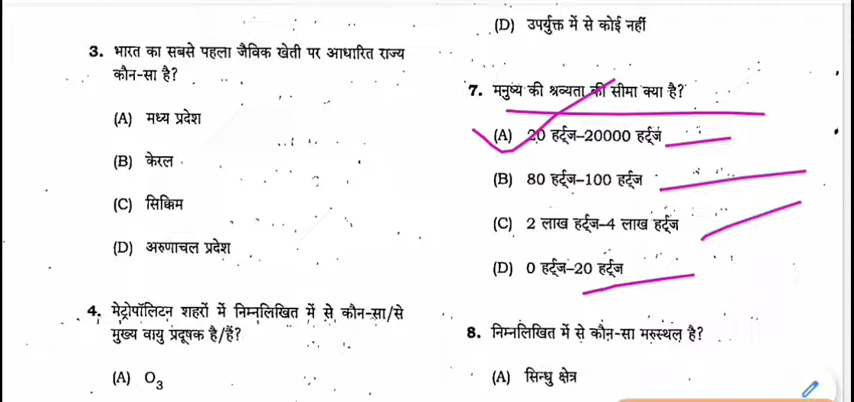 3. भारत का सबसे पहला जैविक खेती पर आधारित राज्य
कौन-सा है?
(A) मध्य प्रदेश
(B) केरल
(C) सिक्किम
(D) अरुणाचल प्रदेश
4. मेट्रोपॉलिटन शहरों में निम्नलिखित में से कौन-सा/से
मुख्य वायु प्रदूषक है/हैं?
(A) O₃
(D) उपर्युक्त में से कोई नहीं
7. मनुष्य की श्रव्यता की सीमा क्या है?
(A) 20 हर्ट्ज–20000 हर्ट्ज
(B) 80 हर्ट्ज–100 हर्ट्ज
(C) 2 लाख हर्ट्ज–4 लाख हर्ट्ज
(D) 0 हर्ट्ज–20 हर्ट्ज
8. निम्नलिखित में से कौन-सा मरुस्थल है?
(A) सिन्धु क्षेत्र